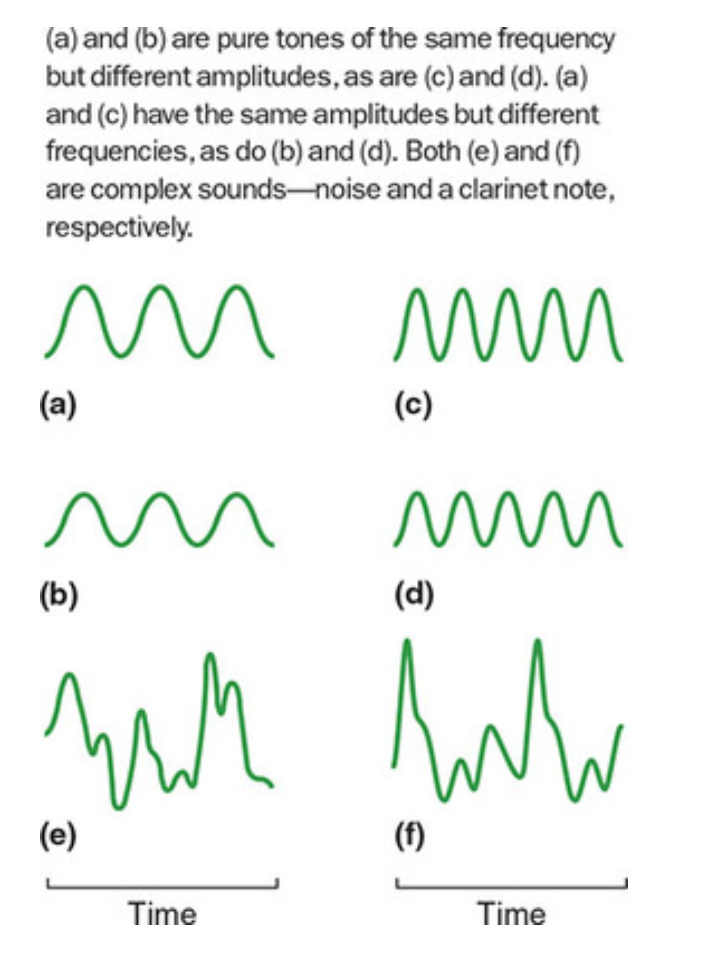 (a) and (b) are pure tones of the same frequency
but different amplitudes, as are (c) and (d). (a)
and (c) have the same amplitudes but different
frequencies, as do (b) and (d). Both (e) and (f)
are complex sounds—noise and a clarinet note,
respectively.
(a)
(c)
(b)
(d)
(e)
(f)
Time
Time